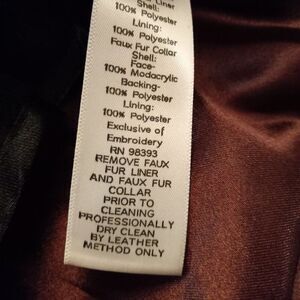 Liner
Shell:
100% Polyester
Lining:
100% Polyester
Faux Fur Collar
Shell:
Face-
100% Modacrylic
Backing-
100% Polyester
Lining:
100% Polyester
Exclusive of
Embroidery
RN 98393
REMOVE FAUX
FUR LINER
AND FAUX FUR
COLLAR
PRIOR TO
CLEANING
PROFESSIONALLY
DRY CLEAN
BY LEATHER
METHOD ONLY